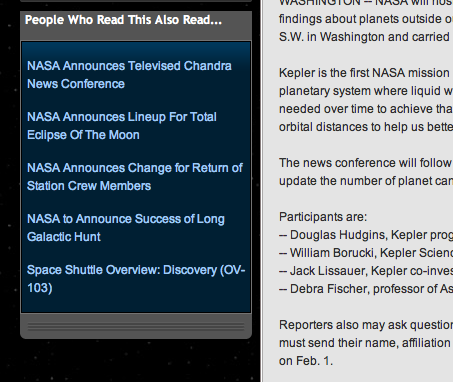 People Who Read This Also Read...
NASA Announces Televised Chandra
News Conference
NASA Announces Lineup For Total
Eclipse Of The Moon
NASA Announces Change for Return of
Station Crew Members
NASA to Announce Success of Long
Galactic Hunt
Space Shuttle Overview: Discovery (OV-
103)
WASHINGTON -- NASA will hos
findings about planets outside o
S.W. in Washington and carried
Kepler is the first NASA mission
planetary system where liquid w
needed over time to achieve tha
orbital distances to help us bette
The news conference will follow
update the number of planet can
Participants are:
-- Douglas Hudgins, Kepler prog
-- William Borucki, Kepler Scienc
-- Jack Lissauer, Kepler co-inves
-- Debra Fischer, professor of As
Reporters also may ask question
must send their name, affiliation
on Feb. 1.